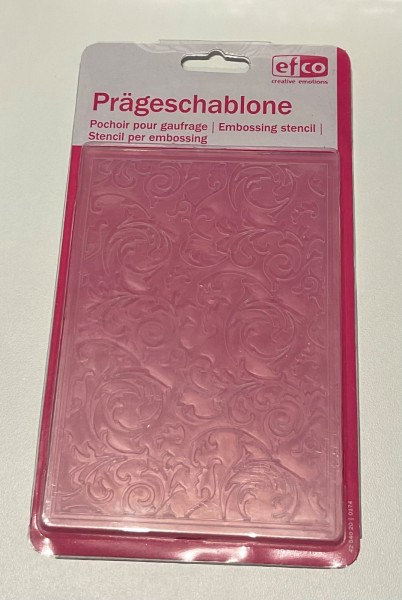 efco
creative emotions
Prägeschablone
Pochoir pour gaufrage | Embossing stencil |
Stencil per embossing